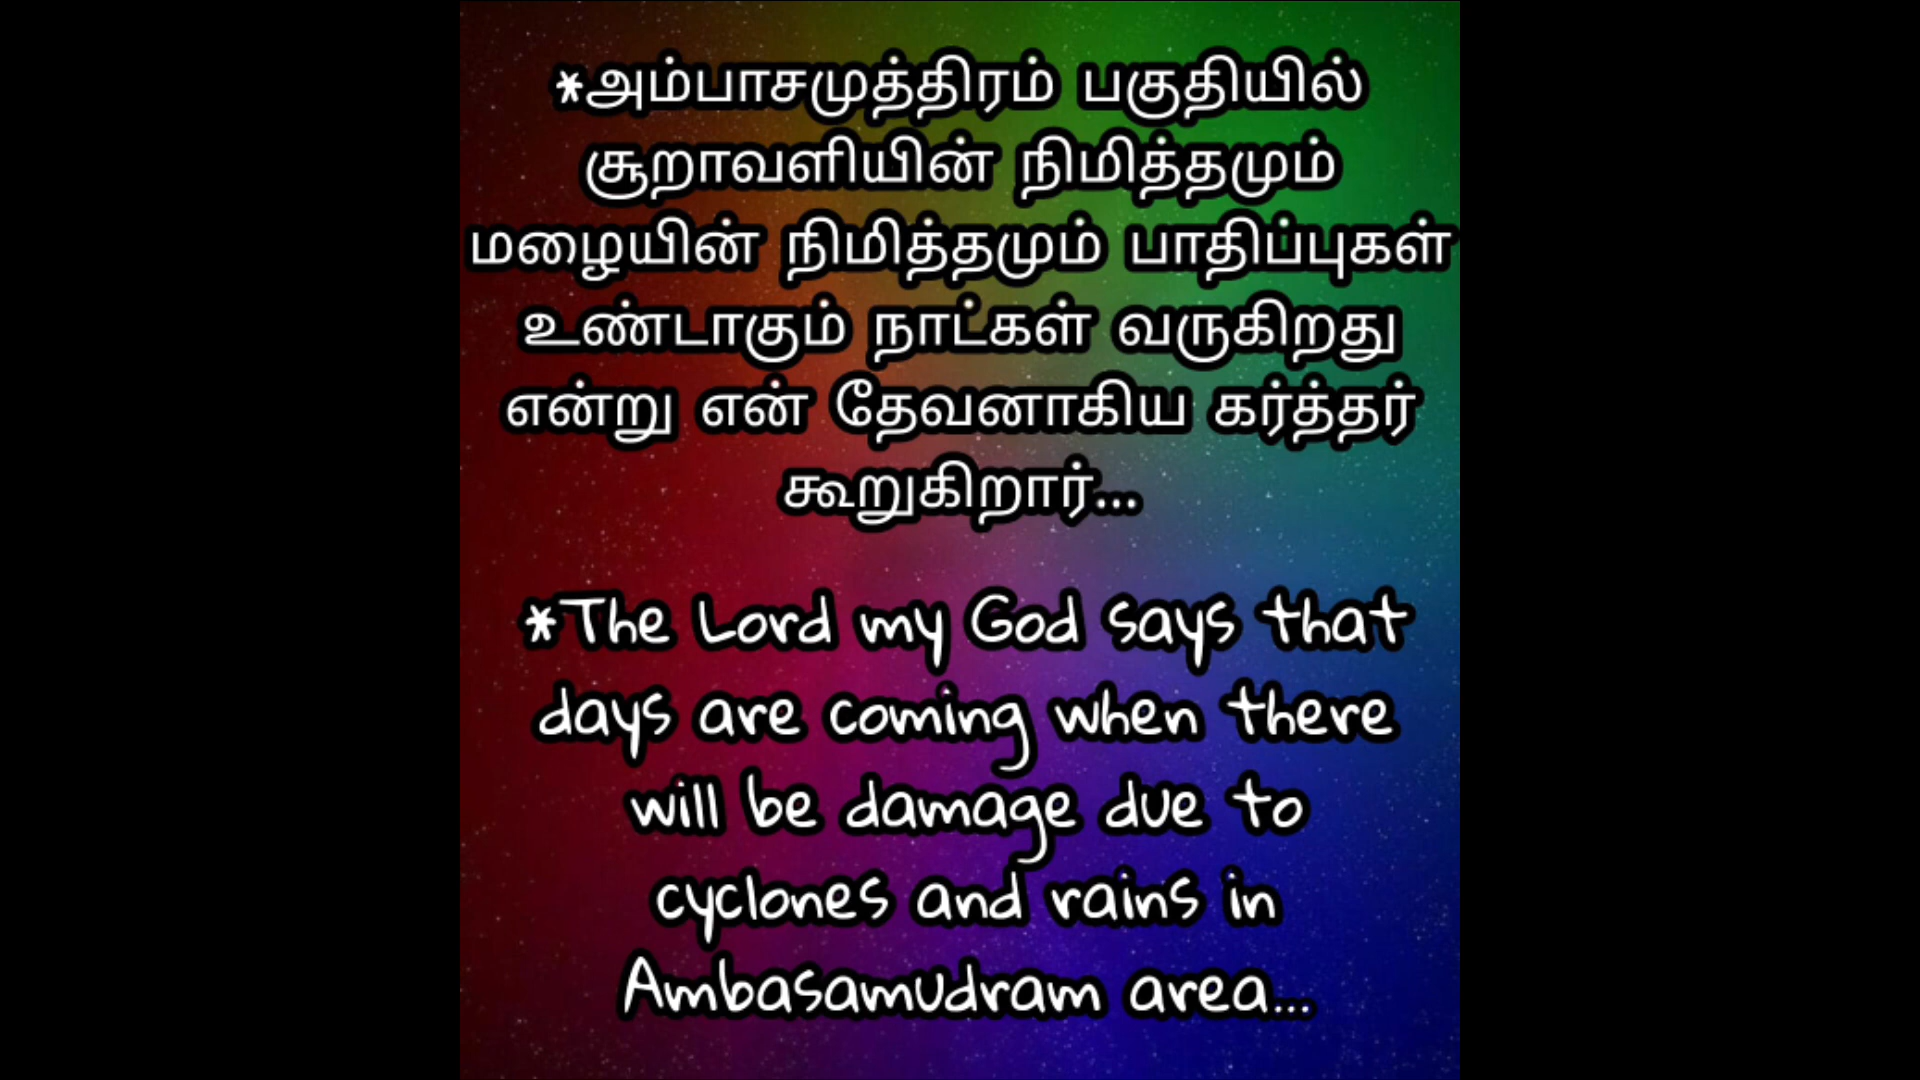 *அம்பாசமுத்திரம் பகுதியில்
சூறாவளியின் நிமித்தமும்
மழையின் நிமித்தமும் பாதிப்புகள்
உண்டாகும் நாட்கள் வருகிறது
என்று என் தேவனாகிய கர்த்தர்
கூறுகிறார்...
*The Lord my God says that
days are coming when there
will be damage due to
cyclones and rains in
Ambasamudram area...